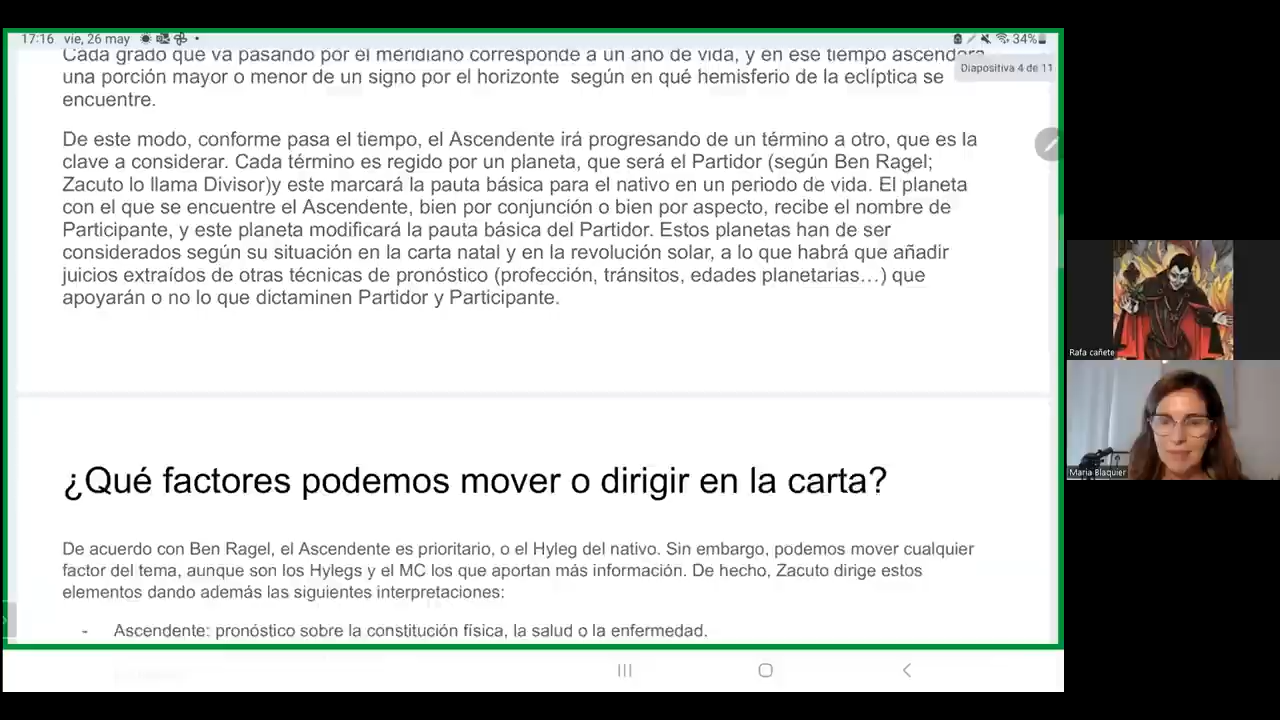 17:16 vie, 26 may
34%
Cada grado que va pasando por el meridiano corresponde a un año de vida, y en ese tiempo ascenderá
una porción mayor o menor de un signo por el horizonte según en qué hemisferio de la eclíptica se
encuentre.
Diapositiva 4 de 11
De este modo, conforme pasa el tiempo, el Ascendente irá progresando de un término a otro, que es la
clave a considerar. Cada término es regido por un planeta, que será el Partidor (según Ben Ragel;
Zacuto lo llama Divisor)y este marcará la pauta básica para el nativo en un periodo de vida. El planeta
con el que se encuentre el Ascendente, bien por conjunción o bien por aspecto, recibe el nombre de
Participante, y este planeta modificará la pauta básica del Partidor. Estos planetas han de ser
considerados según su situación en la carta natal y en la revolución solar, a lo que habrá que añadir
juicios extraídos de otras técnicas de pronóstico (profección, tránsitos, edades planetarias…) que
apoyarán o no lo que dictaminen Partidor y Participante.
¿Qué factores podemos mover o dirigir en la carta?
De acuerdo con Ben Ragel, el Ascendente es prioritario, o el Hyleg del nativo. Sin embargo, podemos mover cualquier
factor del tema, aunque son los Hylegs y el MC los que aportan más información. De hecho, Zacuto dirige estos
elementos dando además las siguientes interpretaciones:
- Ascendente: pronóstico sobre la constitución física, la salud o la enfermedad.
Rafa cañete
Maria Blaquier